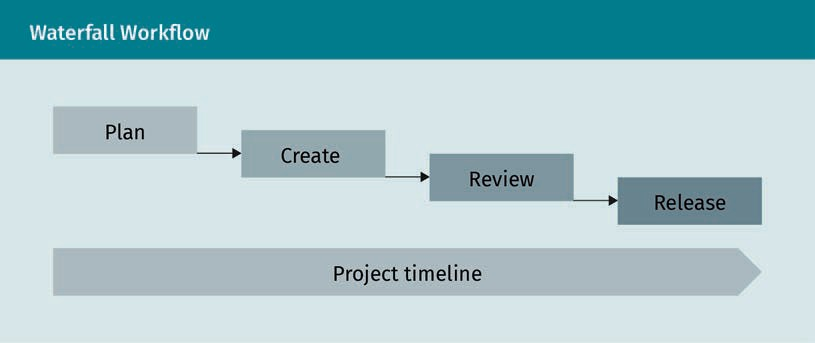 Waterfall Workflow
Plan
Create
Review
Release
Project timeline